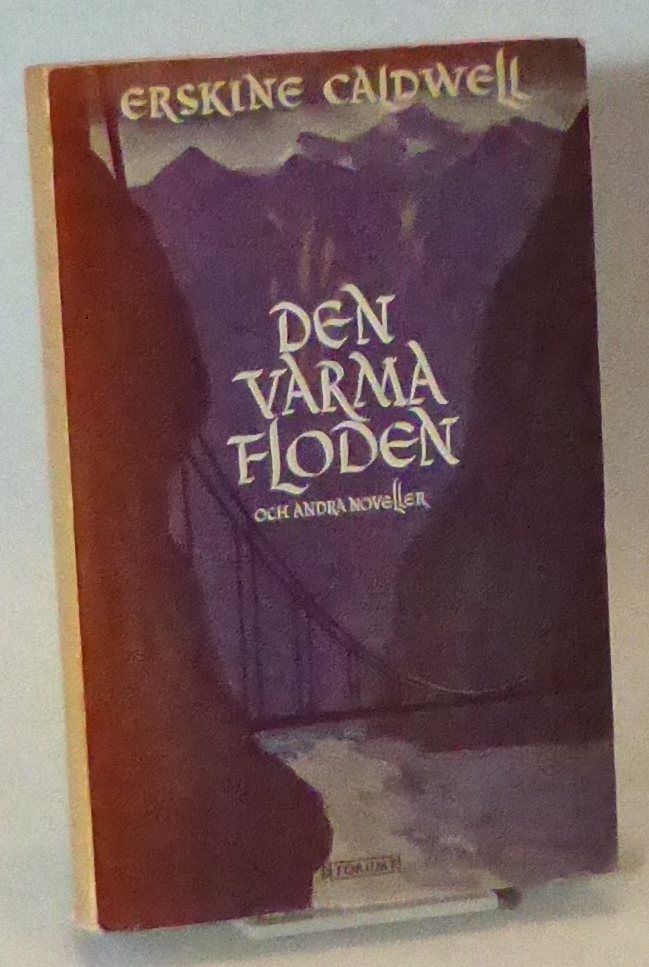 ERSKINE CALDWELL
DEN
VARMA
FLODEN
OCH ANDRA NOVELLER
FORUM